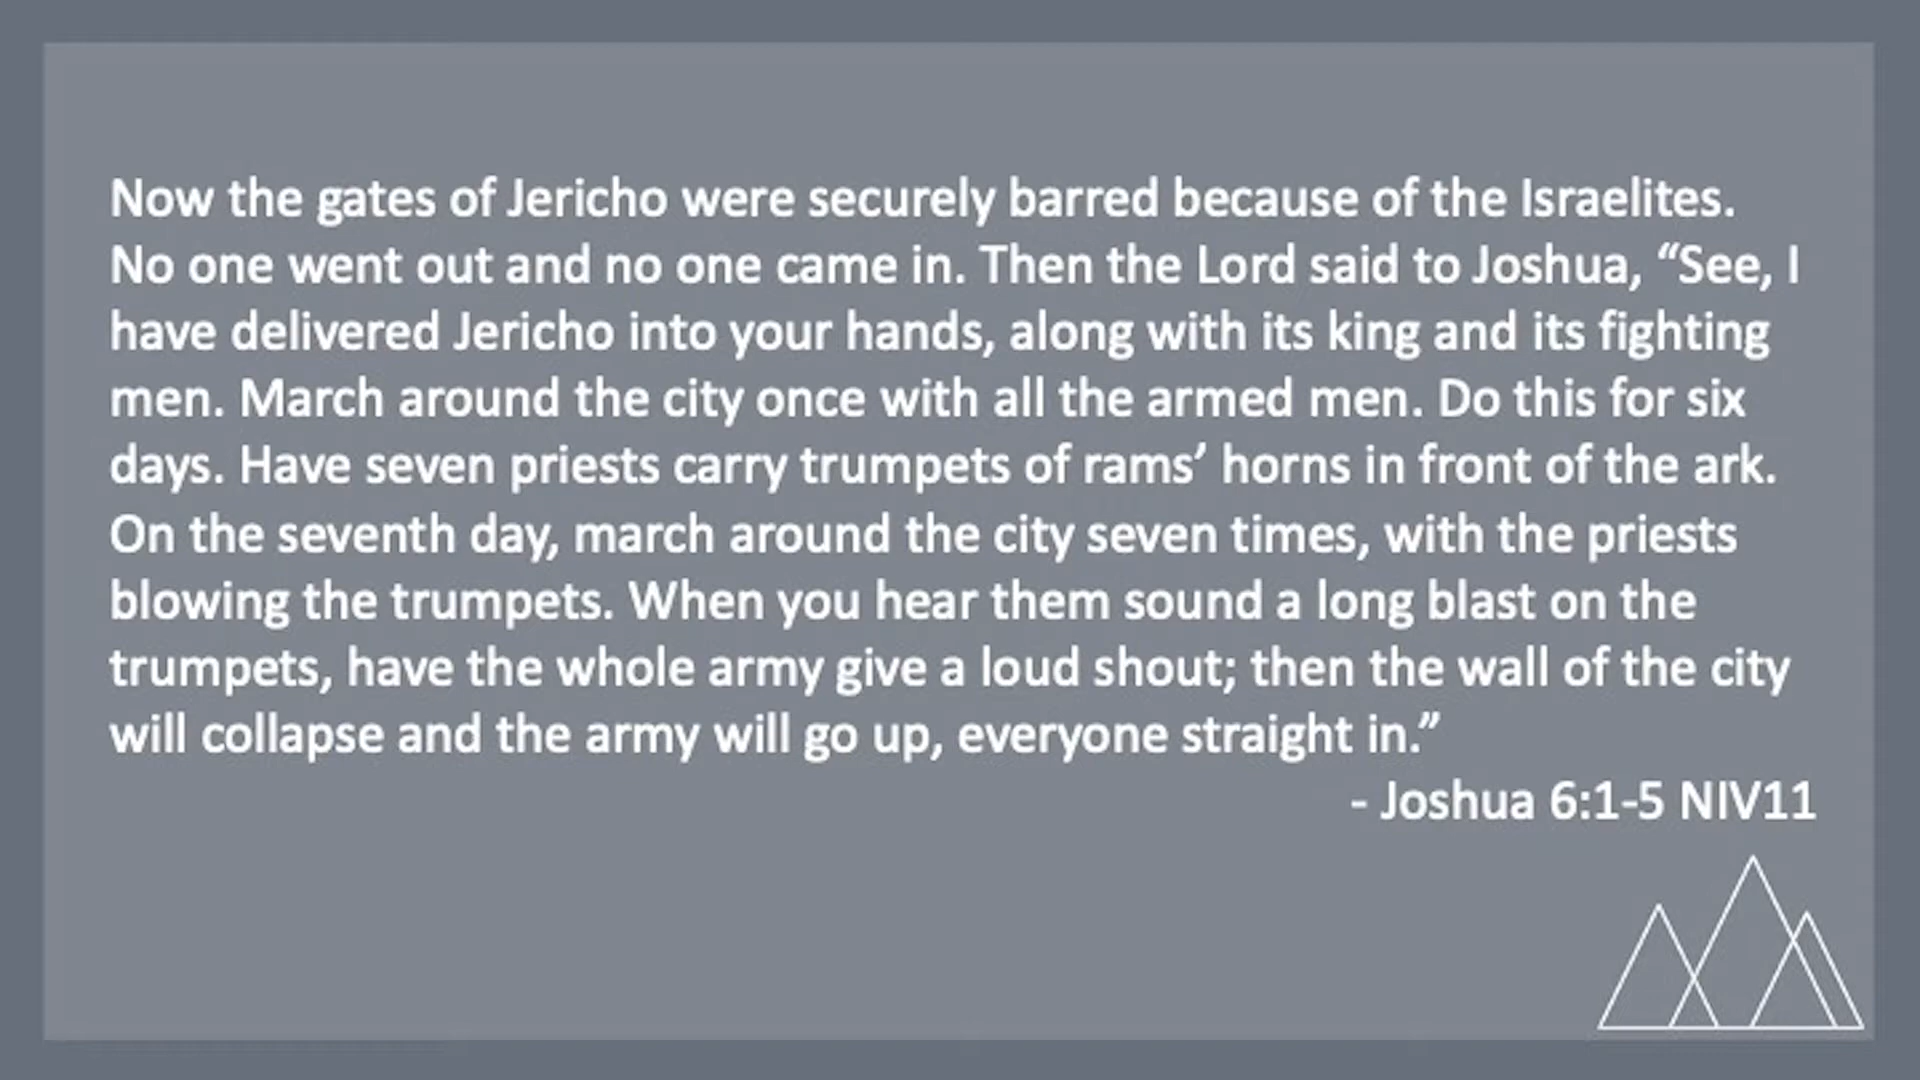 Now the gates of Jericho were securely barred because of the Israelites.
No one went out and no one came in. Then the Lord said to Joshua, “See, I
have delivered Jericho into your hands, along with its king and its fighting
men. March around the city once with all the armed men. Do this for six
days. Have seven priests carry trumpets of rams’ horns in front of the ark.
On the seventh day, march around the city seven times, with the priests
blowing the trumpets. When you hear them sound a long blast on the
trumpets, have the whole army give a loud shout; then the wall of the city
will collapse and the army will go up, everyone straight in.”
- Joshua 6:1-5 NIV11